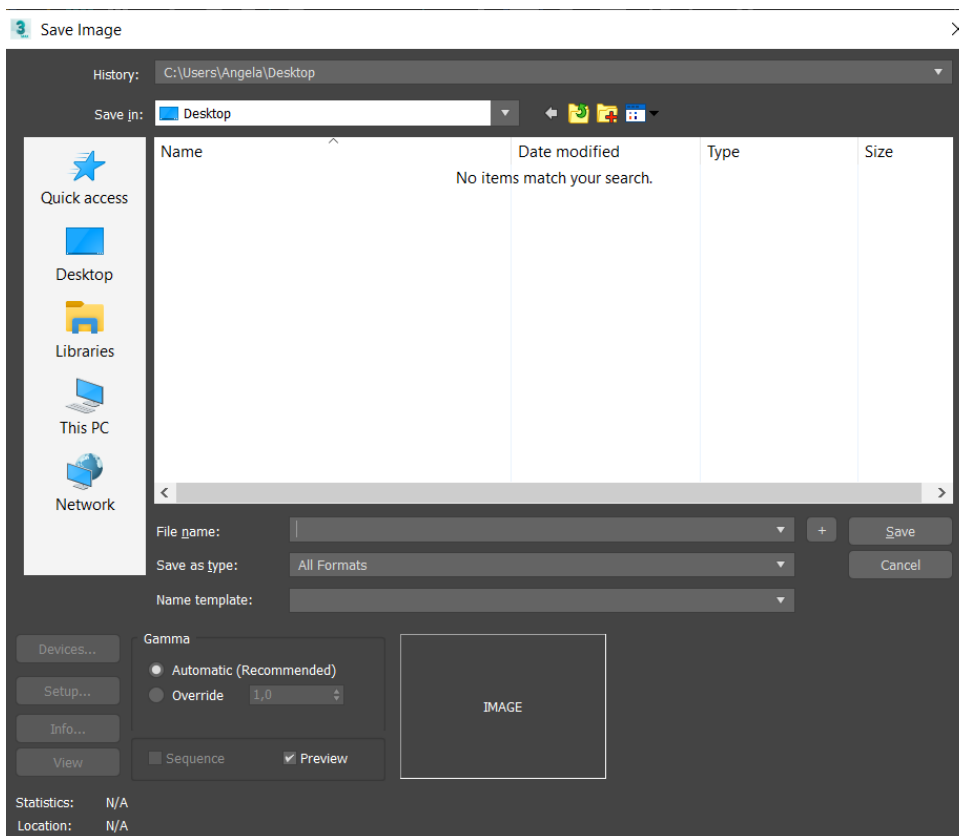 Save Image
History: C:\Users\Angela\Desktop
Save in: Desktop
Name Date modified Type Size
No items match your search.
Quick access
Desktop
Libraries
This PC
Network
File name: + Save
Save as type: All Formats Cancel
Name template:
Devices...
Setup...
Info...
View
Gamma
Automatic (Recommended)
Override 1,0
Sequence Preview
IMAGE
Statistics: N/A
Location: N/A